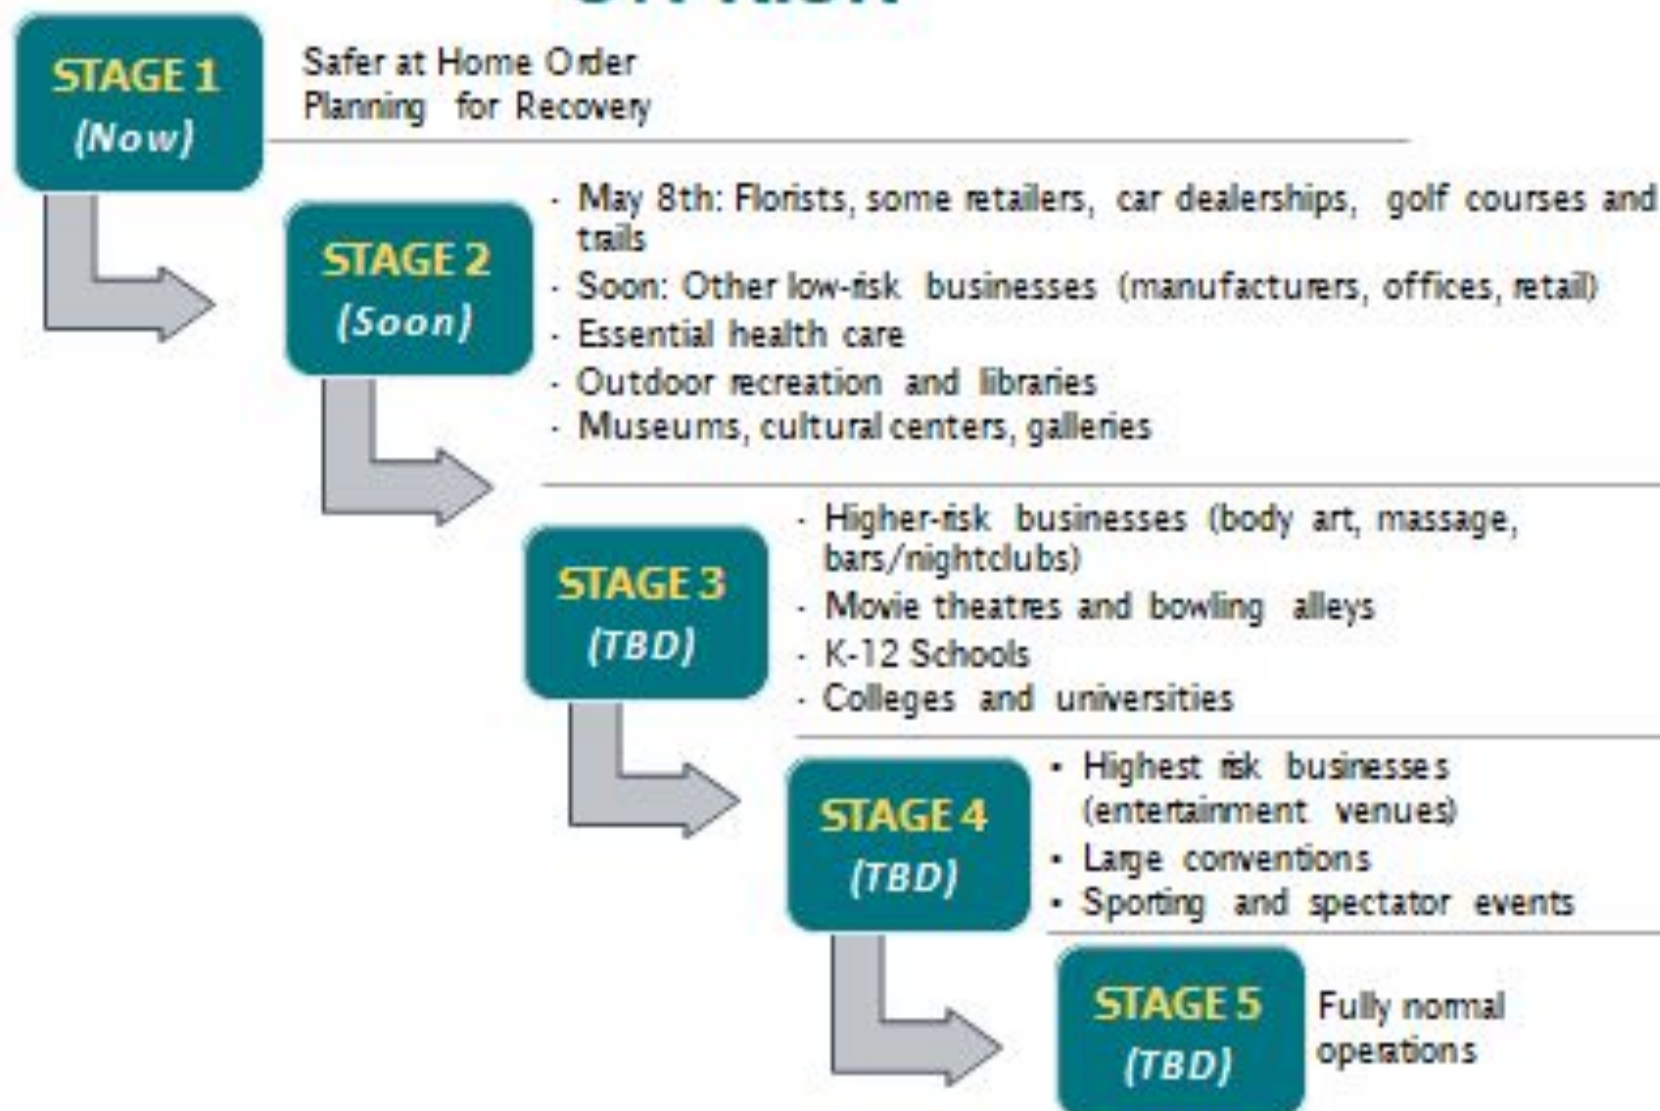 STAGE 1
(Now)
Safer at Home Order
Planning for Recovery
STAGE 2
(Soon)
- May 8th: Florists, some retailers, car dealerships, golf courses and
trails
- Soon: Other low-risk businesses (manufacturers, offices, retail)
- Essential health care
- Outdoor recreation and libraries
- Museums, cultural centers, galleries
STAGE 3
(TBD)
- Higher-risk businesses (body art, massage,
bars/nightclubs)
- Movie theatres and bowling alleys
- K-12 Schools
- Colleges and universities
STAGE 4
(TBD)
• Highest risk businesses
(entertainment venues)
• Large conventions
• Sporting and spectator events
STAGE 5
(TBD)
Fully normal
operations